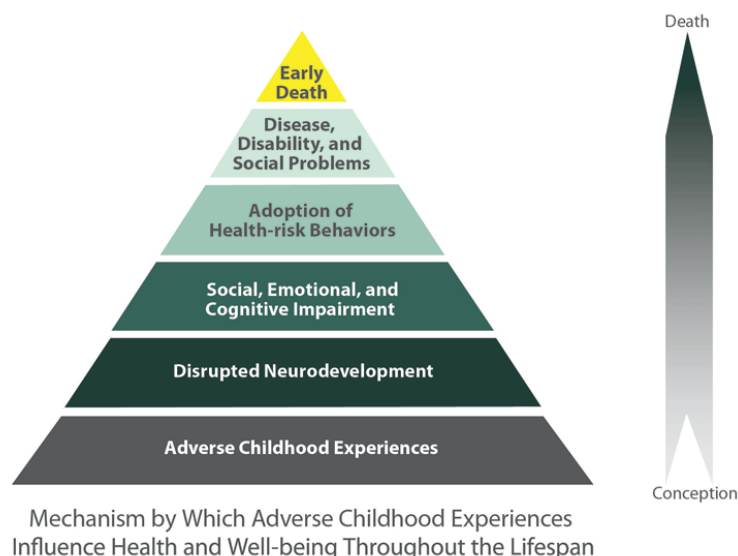 Death
Early
Death
Disease,
Disability, and
Social Problems
Adoption of
Health-risk Behaviors
Social, Emotional, and
Cognitive Impairment
Disrupted Neurodevelopment
Adverse Childhood Experiences
Conception
Mechanism by Which Adverse Childhood Experiences
Influence Health and Well-being Throughout the Lifespan